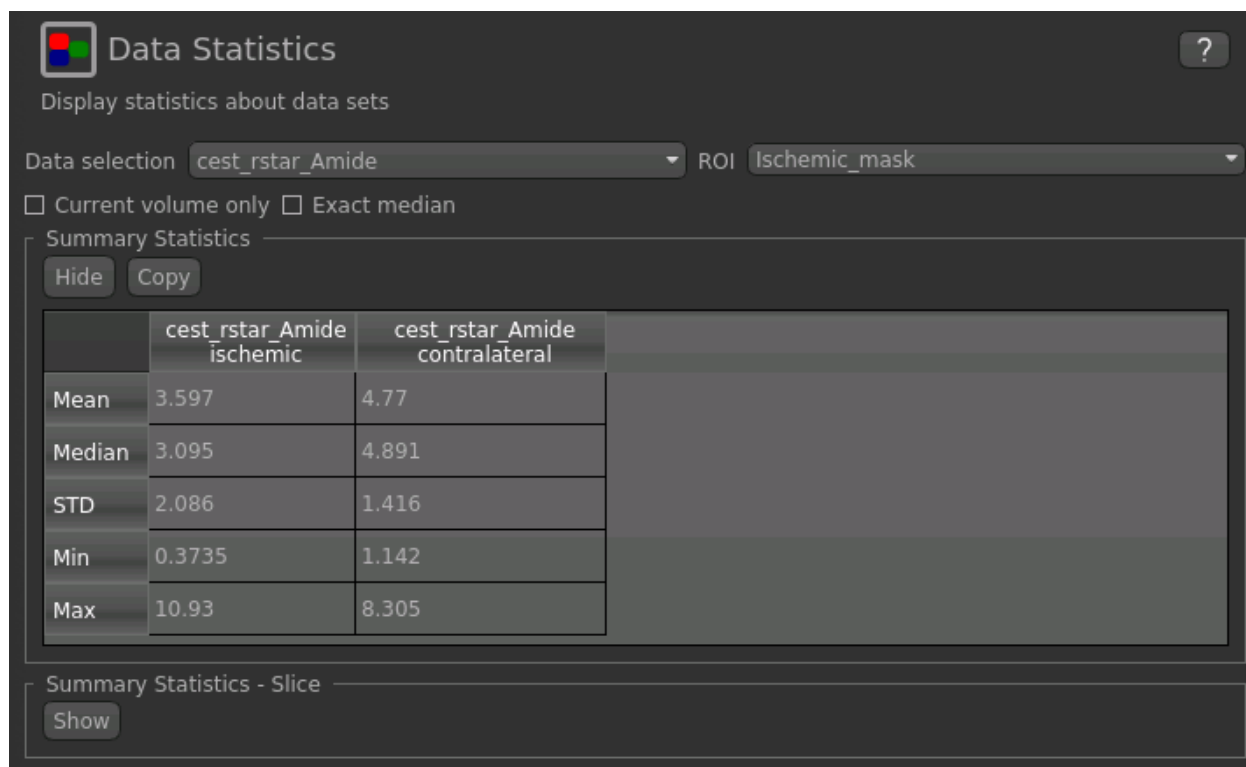 Data Statistics
?
Display statistics about data sets
Data selection cest_rstar_Amide ROI Ischemic_mask
Current volume only Exact median
Summary Statistics
Hide Copy
cest_rstar_Amide cest_rstar_Amide
ischemic contralateral
Mean 3.597 4.77
Median 3.095 4.891
STD 2.086 1.416
Min 0.3735 1.142
Max 10.93 8.305
Summary Statistics - Slice
Show